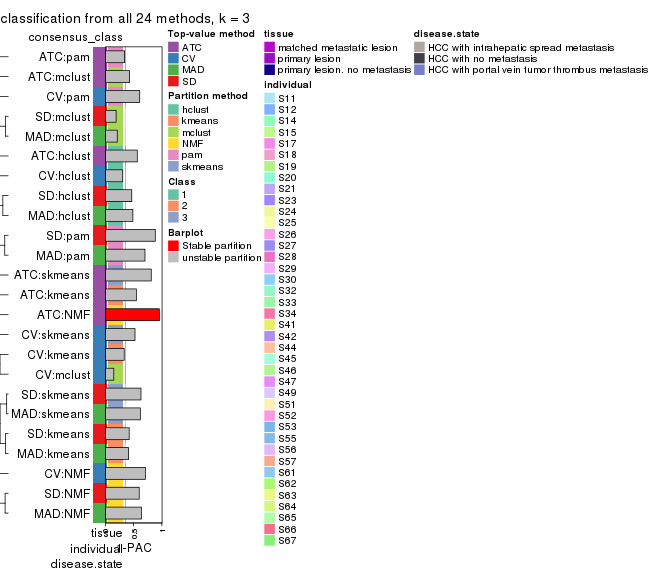 classification from all 24 methods, k = 3
consensus_class
ATC:pam
ATC:mclust
CV:pam
SD:mclust
MAD:mclust
ATC:hclust
CV:hclust
SD:hclust
MAD:hclust
SD:pam
MAD:pam
ATC:skmeans
ATC:kmeans
ATC:NMF
CV:skmeans
CV:kmeans
CV:mclust
SD:skmeans
MAD:skmeans
SD:kmeans
MAD:kmeans
CV:NMF
SD:NMF
MAD:NMF
0.5
1
tissue
individual
disease.state
1-PAC
Top-value method
ATC
CV
MAD
SD
Partition method
hclust
kmeans
mclust
NMF
pam
skmeans
Class
1
2
3
Barplot
Stable partition
unstable partition
tissue
matched metastatic lesion
primary lesion
primary lesion. no metastasis
individual
S11
S12
S14
S15
S17
S18
S19
S20
S21
S23
S24
S25
S26
S27
S28
S29
S30
S32
S33
S34
S41
S42
S44
S45
S46
S47
S49
S51
S52
S53
S55
S56
S57
S61
S62
S63
S64
S65
S66
S67
disease.state
HCC with intrahepatic spread metastasis
HCC with no metastasis
HCC with portal vein tumor thrombus metastasis